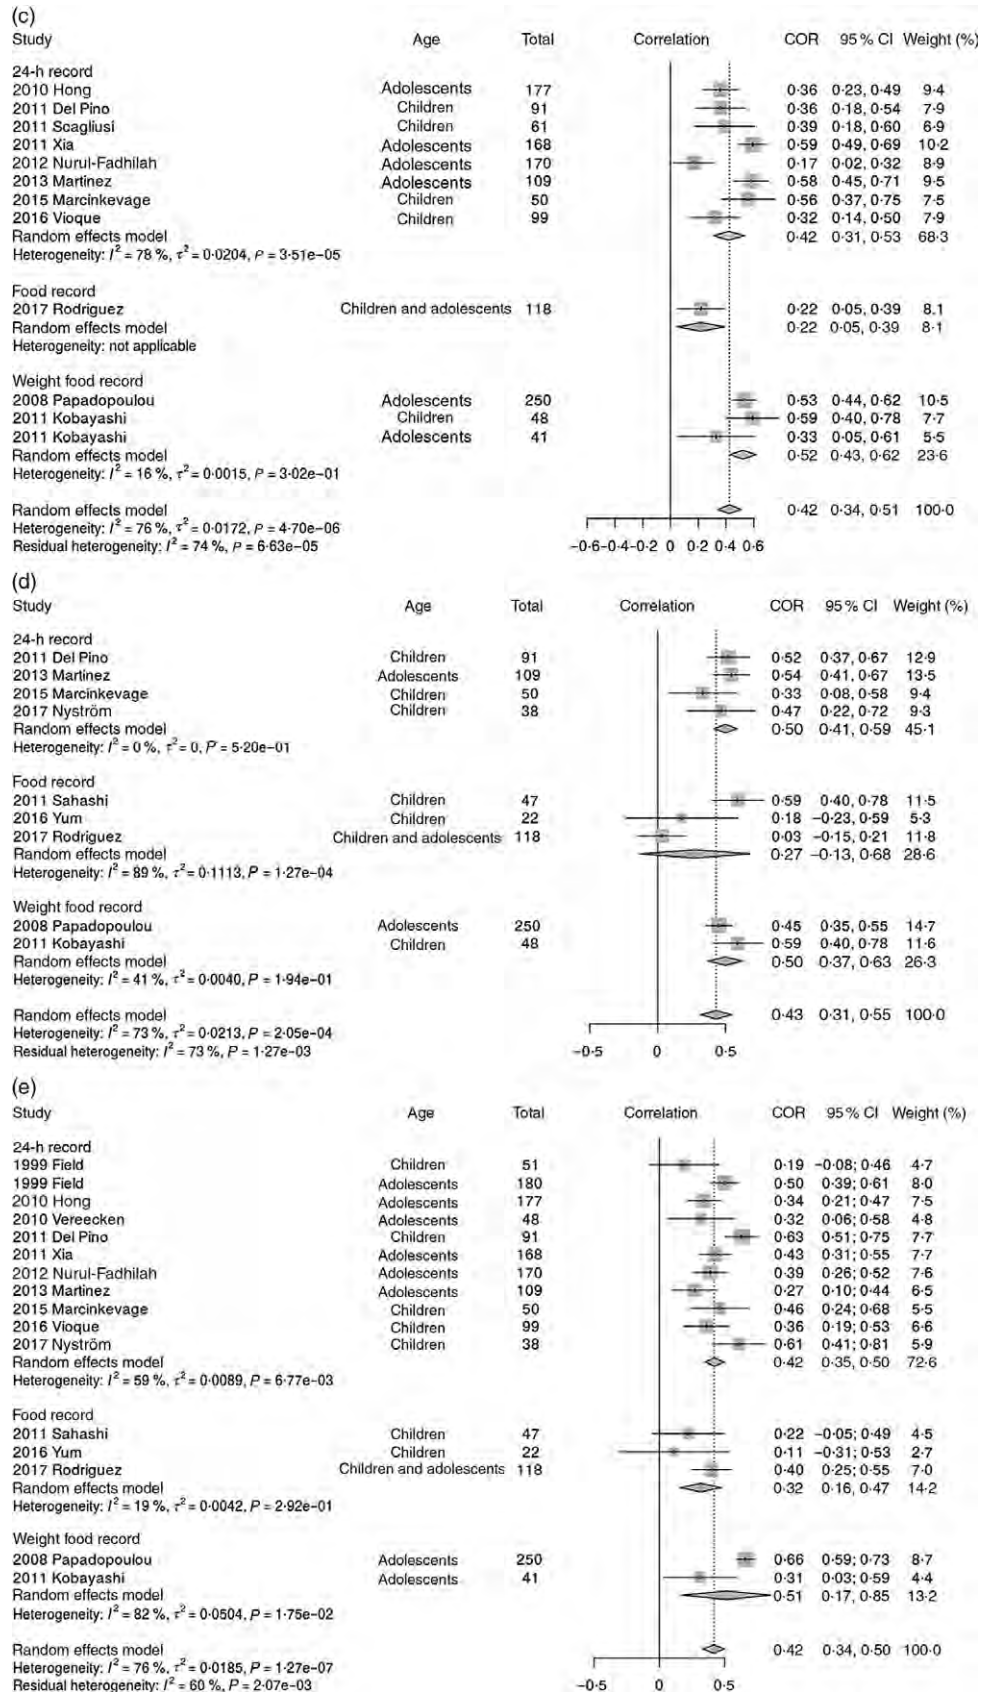 (c)
Study Age Total Correlation COR 95 % CI Weight (%)
24-h record
2010 Hong Adolescents 177 0·36 0·23, 0·49 9·4
2011 Del Pino Children 91 0·36 0·18, 0·54 7·9
2011 Scagliusi Children 61 0·39 0·18, 0·60 6·9
2011 Xia Adolescents 168 0·59 0·49, 0·69 10·2
2012 Nurul-Fadhilah Adolescents 170 0·17 0·02, 0·32 8·9
2013 Martinez Adolescents 109 0·58 0·45, 0·71 9·5
2015 Marcinkevage Children 50 0·56 0·37, 0·75 7·5
2016 Vioque Children 99 0·32 0·14, 0·50 7·9
Random effects model 0·42 0·31, 0·53 68·3
Heterogeneity: I² = 78 %, τ² = 0·0204, P = 3·51e−05
Food record
2017 Rodriguez Children and adolescents 118 0·22 0·05, 0·39 8·1
Random effects model 0·22 0·05, 0·39 8·1
Heterogeneity: not applicable
Weight food record
2008 Papadopoulou Adolescents 250 0·53 0·44, 0·62 10·5
2011 Kobayashi Children 48 0·59 0·40, 0·78 7·7
2011 Kobayashi Adolescents 41 0·33 0·05, 0·61 5·5
Random effects model 0·52 0·43, 0·62 23·6
Heterogeneity: I² = 16 %, τ² = 0·0015, P = 3·02e−01
Random effects model 0·42 0·34, 0·51 100·0
Heterogeneity: I² = 76 %, τ² = 0·0172, P = 4·70e−06
Residual heterogeneity: I² = 74 %, P = 6·63e−05
−0·6 −0·4 −0·2 0 0·2 0·4 0·6
(d)
Study Age Total Correlation COR 95 % CI Weight (%)
24-h record
2011 Del Pino Children 91 0·52 0·37, 0·67 12·9
2013 Martinez Adolescents 109 0·54 0·41, 0·67 13·5
2015 Marcinkevage Children 50 0·33 0·08, 0·58 9·4
2017 Nyström Children 38 0·47 0·22, 0·72 9·3
Random effects model 0·50 0·41, 0·59 45·1
Heterogeneity: I² = 0 %, τ² = 0, P = 5·20e−01
Food record
2011 Sahashi Children 47 0·59 0·40, 0·78 11·5
2016 Yum Children 22 0·18 −0·23, 0·59 5·3
2017 Rodriguez Children and adolescents 118 0·03 −0·15, 0·21 11·8
Random effects model 0·27 −0·13, 0·68 28·6
Heterogeneity: I² = 89 %, τ² = 0·1113, P = 1·27e−04
Weight food record
2008 Papadopoulou Adolescents 250 0·45 0·35, 0·55 14·7
2011 Kobayashi Children 48 0·59 0·40, 0·78 11·6
Random effects model 0·50 0·37, 0·63 26·3
Heterogeneity: I² = 41 %, τ² = 0·0040, P = 1·94e−01
Random effects model 0·43 0·31, 0·55 100·0
Heterogeneity: I² = 73 %, τ² = 0·0213, P = 2·05e−04
Residual heterogeneity: I² = 73 %, P = 1·27e−03
−0·5 0 0·5
(e)
Study Age Total Correlation COR 95 % CI Weight (%)
24-h record
1999 Field Children 51 0·19 −0·08; 0·46 4·7
1999 Field Adolescents 180 0·50 0·39; 0·61 8·0
2010 Hong Adolescents 177 0·34 0·21; 0·47 7·5
2010 Vereecken Adolescents 48 0·32 0·06; 0·58 4·8
2011 Del Pino Children 91 0·63 0·51; 0·75 7·7
2011 Xia Adolescents 168 0·43 0·31; 0·55 7·7
2012 Nurul-Fadhilah Adolescents 170 0·39 0·26; 0·52 7·6
2013 Martinez Adolescents 109 0·27 0·10; 0·44 6·5
2015 Marcinkevage Children 50 0·46 0·24; 0·68 5·5
2016 Vioque Children 99 0·36 0·19; 0·53 6·6
2017 Nyström Children 38 0·61 0·41; 0·81 5·9
Random effects model 0·42 0·35, 0·50 72·6
Heterogeneity: I² = 59 %, τ² = 0·0089, P = 6·77e−03
Food record
2011 Sahashi Children 47 0·22 −0·05; 0·49 4·5
2016 Yum Children 22 0·11 −0·31; 0·53 2·7
2017 Rodriguez Children and adolescents 118 0·40 0·25; 0·55 7·0
Random effects model 0·32 0·16, 0·47 14·2
Heterogeneity: I² = 19 %, τ² = 0·0042, P = 2·92e−01
Weight food record
2008 Papadopoulou Adolescents 250 0·66 0·59; 0·73 8·7
2011 Kobayashi Adolescents 41 0·31 0·03; 0·59 4·4
Random effects model 0·51 0·17, 0·85 13·2
Heterogeneity: I² = 82 %, τ² = 0·0504, P = 1·75e−02
Random effects model 0·42 0·34, 0·50 100·0
Heterogeneity: I² = 76 %, τ² = 0·0185, P = 1·27e−07
Residual heterogeneity: I² = 60 %, P = 2·07e−03
−0·5 0 0·5